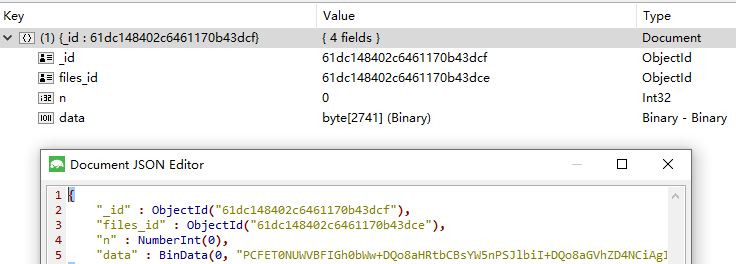 Key Value Type
(1) {_id : 61dc148402c6461170b43dcf} { 4 fields } Document
_id 61dc148402c6461170b43dcf ObjectId
files_id 61dc148402c6461170b43dce ObjectId
n 0 Int32
data byte[2741] (Binary) Binary - Binary
Document JSON Editor
1 {
2 "_id" : ObjectId("61dc148402c6461170b43dcf"),
3 "files_id" : ObjectId("61dc148402c6461170b43dce"),
4 "n" : NumberInt(0),
5 "data" : BinData(0, "PCFET0NUWVBFIGh0bWw+DQo8aHRtbCBsYW5nPSJlbiI+DQo8aGVhZD4NCiAgI